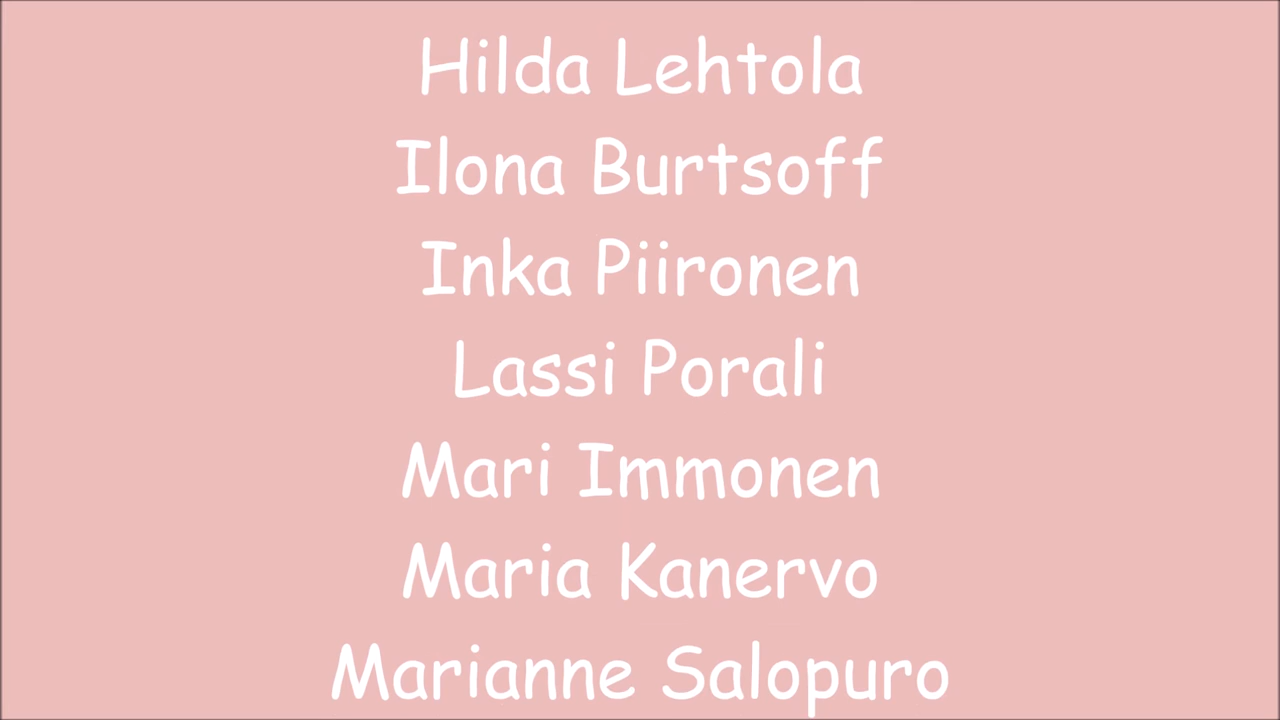 Hilda Lehtola
Ilona Burtsoff
Inka Piironen
Lassi Porali
Mari Immonen
Maria Kanervo
Marianne Salopuro